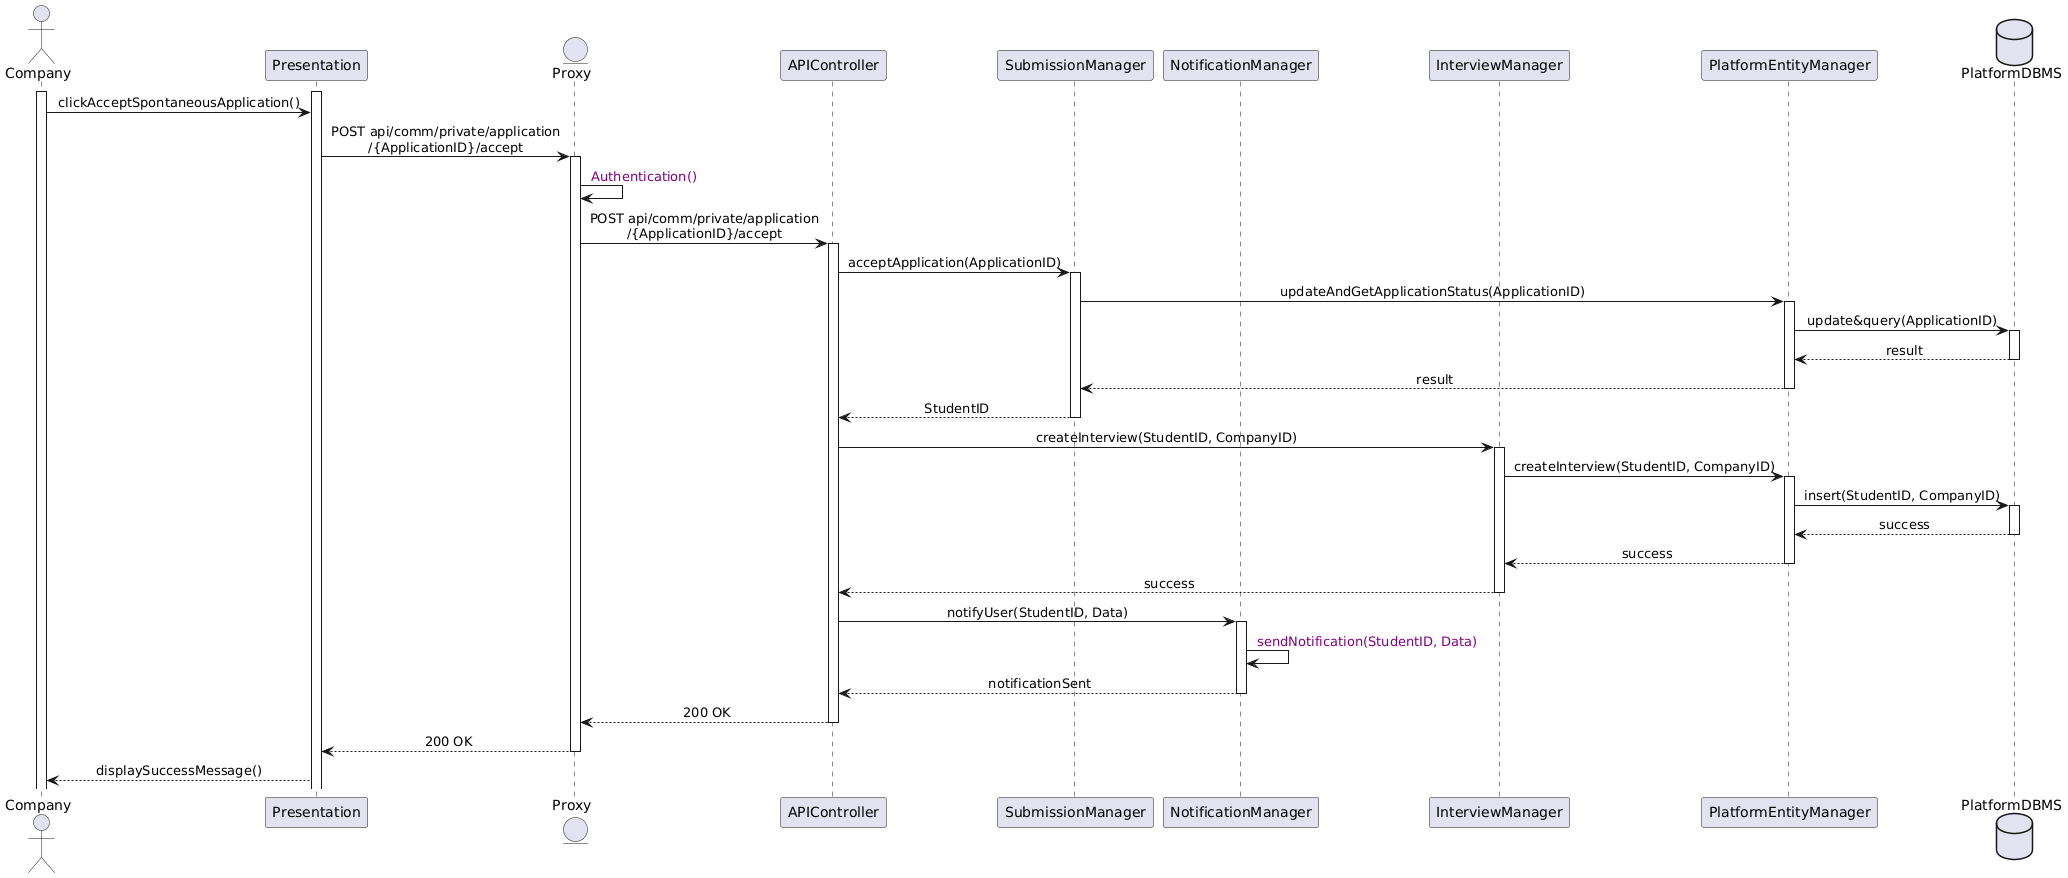 Company
Presentation
Proxy
APIController
SubmissionManager
NotificationManager
InterviewManager
PlatformEntityManager
PlatformDBMS
clickAcceptSpontaneousApplication()
POST api/comm/private/application
/{ApplicationID}/accept
Authentication()
POST api/comm/private/application
/{ApplicationID}/accept
acceptApplication(ApplicationID)
updateAndGetApplicationStatus(ApplicationID)
update&query(ApplicationID)
result
result
StudentID
createInterview(StudentID, CompanyID)
createInterview(StudentID, CompanyID)
insert(StudentID, CompanyID)
success
success
success
notifyUser(StudentID, Data)
sendNotification(StudentID, Data)
notificationSent
200 OK
200 OK
displaySuccessMessage()
Company
Presentation
Proxy
APIController
SubmissionManager
NotificationManager
InterviewManager
PlatformEntityManager
PlatformDBMS